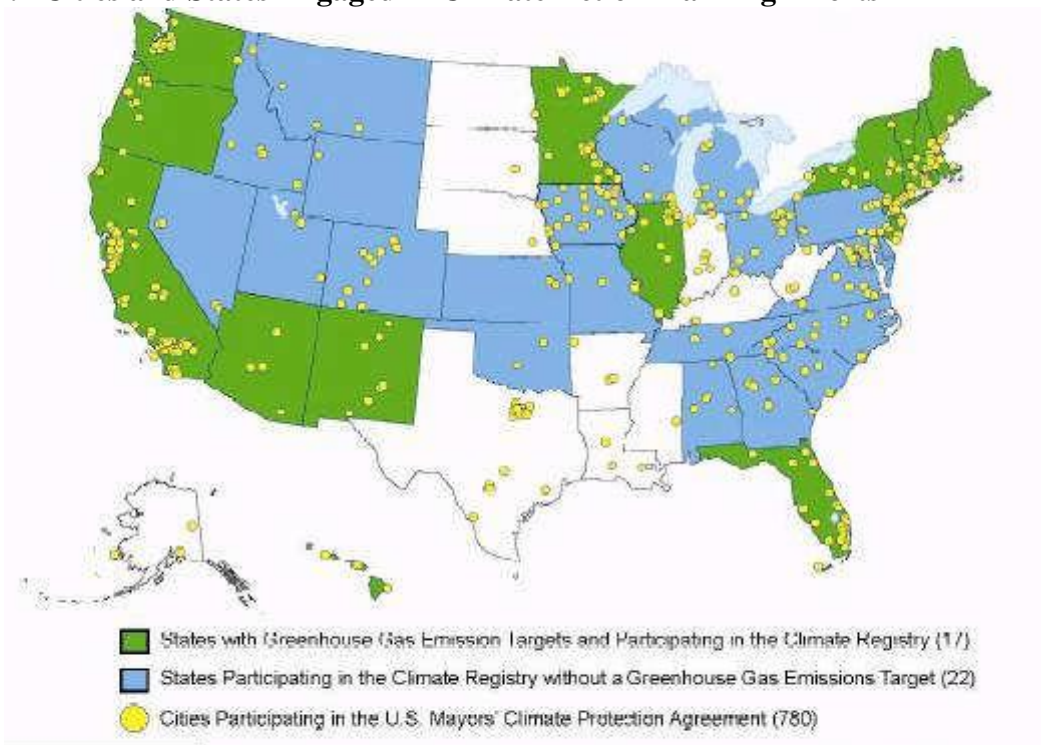 States with Greenhouse Gas Emission Targets and Participating in the Climate Registry (17)
States Participating in the Climate Registry without a Greenhouse Gas Emissions Target (22)
Cities Participating in the U.S. Mayors' Climate Protection Agreement (780)